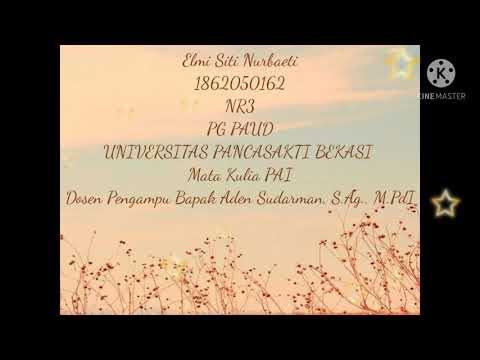 Elmi Siti Nurbaeti
1862050162
NR3
PG PAUD
UNIVERSITAS PANCASAKTI BEKASI
Mata Kulia PAI
Dosen Pengampu Bapak Aden Sudarman, S.Ag., M.PdI
K
KINEMASTER